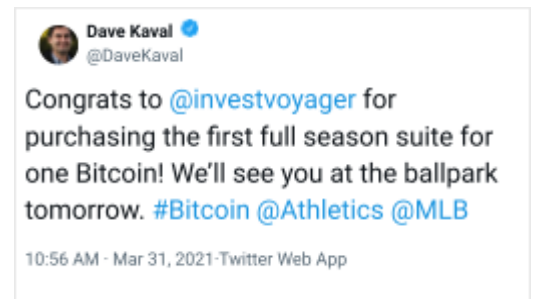 Dave Kaval
@DaveKaval
Congrats to @investvoyager for
purchasing the first full season suite for
one Bitcoin! We’ll see you at the ballpark
tomorrow. #Bitcoin @Athletics @MLB
10:56 AM · Mar 31, 2021·Twitter Web App